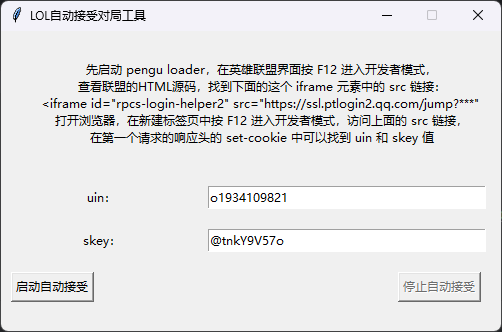 LOL自动接受对局工具
先启动 pengu loader，在英雄联盟界面按 F12 进入开发者模式，
查看联盟的HTML源码，找到下面的这个 iframe 元素中的 src 链接：
<iframe id="rpcs-login-helper2" src="https://ssl.ptlogin2.qq.com/jump?***"
打开浏览器，在新建标签页中按 F12 进入开发者模式，访问上面的 src 链接，
在第一个请求的响应头的 set-cookie 中可以找到 uin 和 skey 值
uin：
o1934109821
skey：
@tnkY9V57o
启动自动接受
停止自动接受